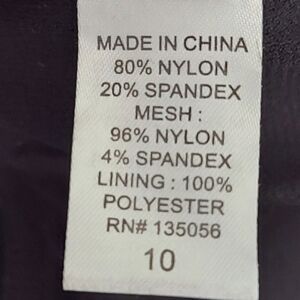 MADE IN CHINA
80% NYLON
20% SPANDEX
MESH :
96% NYLON
4% SPANDEX
LINING : 100%
POLYESTER
RN# 135056
10